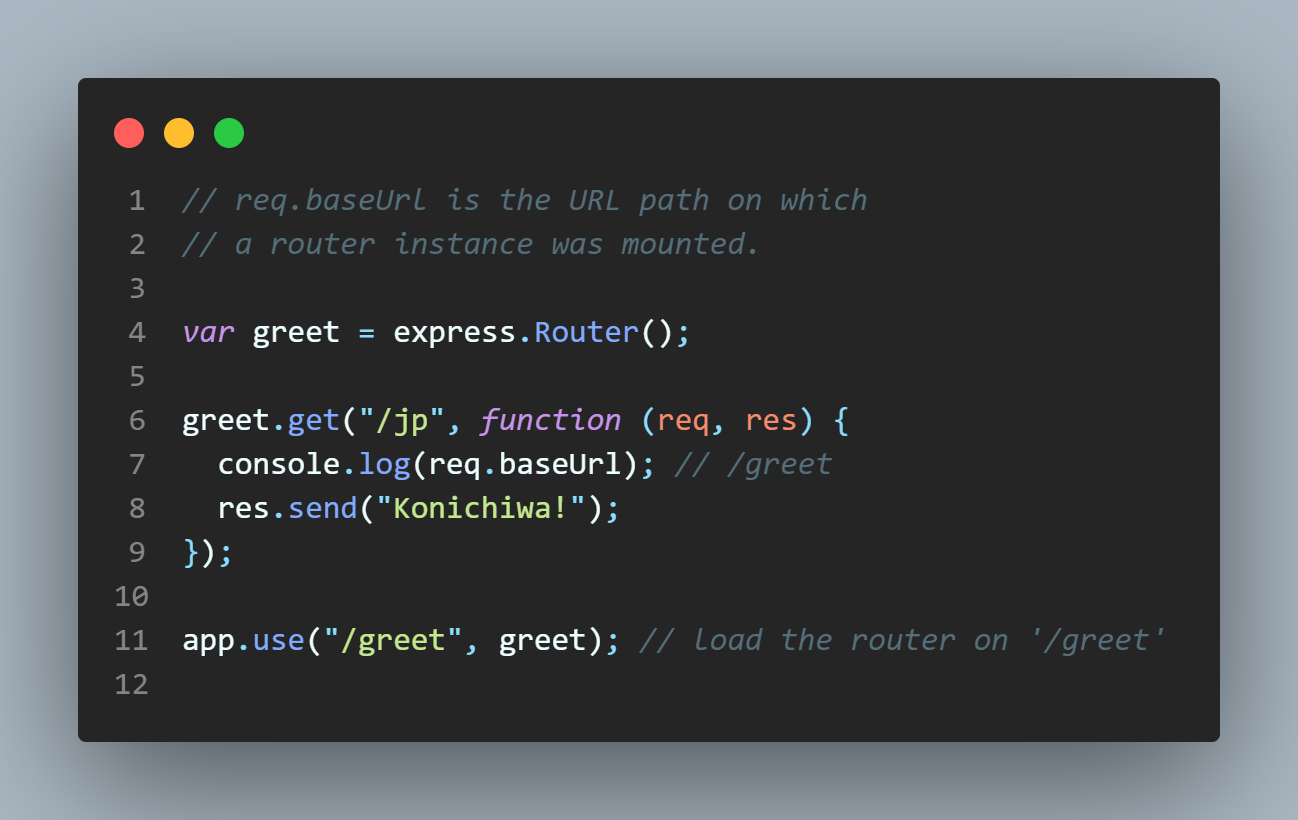 1 // req.baseUrl is the URL path on which
2 // a router instance was mounted.
3
4 var greet = express.Router();
5
6 greet.get("/jp", function (req, res) {
7   console.log(req.baseUrl); // /greet
8   res.send("Konichiwa!");
9 });
10
11 app.use("/greet", greet); // load the router on '/greet'
12